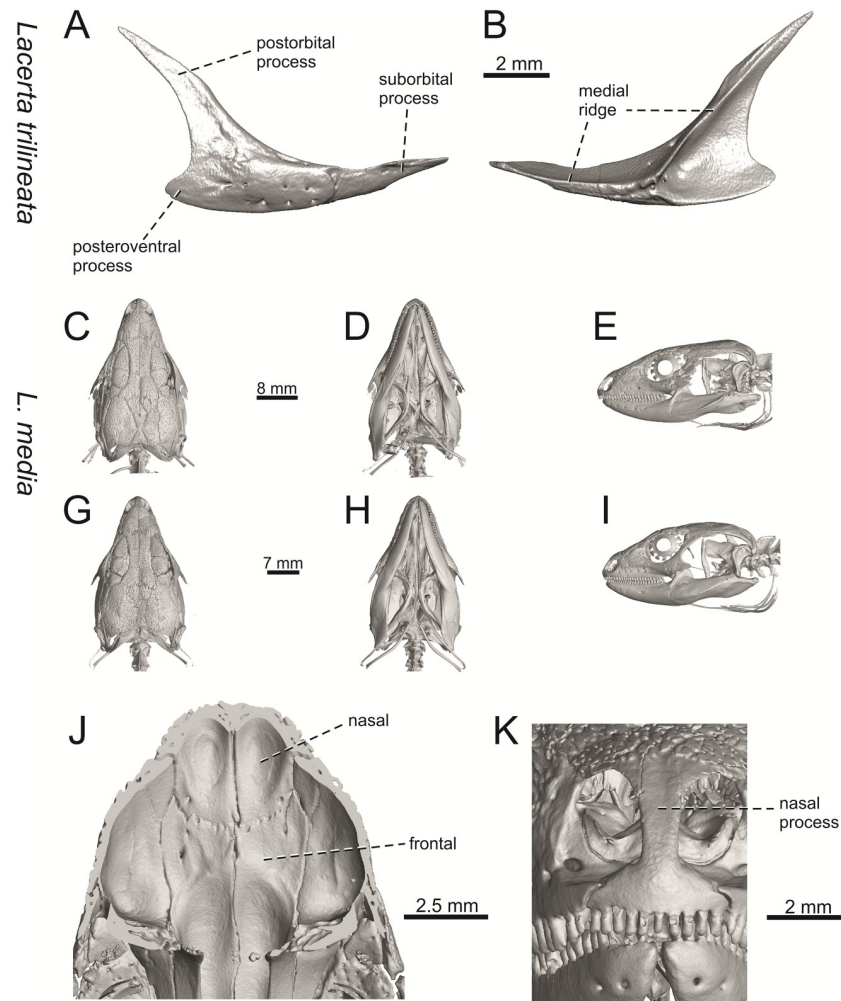 Lacerta trilineata
A
postorbital
process
suborbital
process
posteroventral
process
B
2 mm
medial
ridge
L. media
C
8 mm
D
E
G
7 mm
H
I
J
nasal
frontal
2.5 mm
K
nasal
process
2 mm